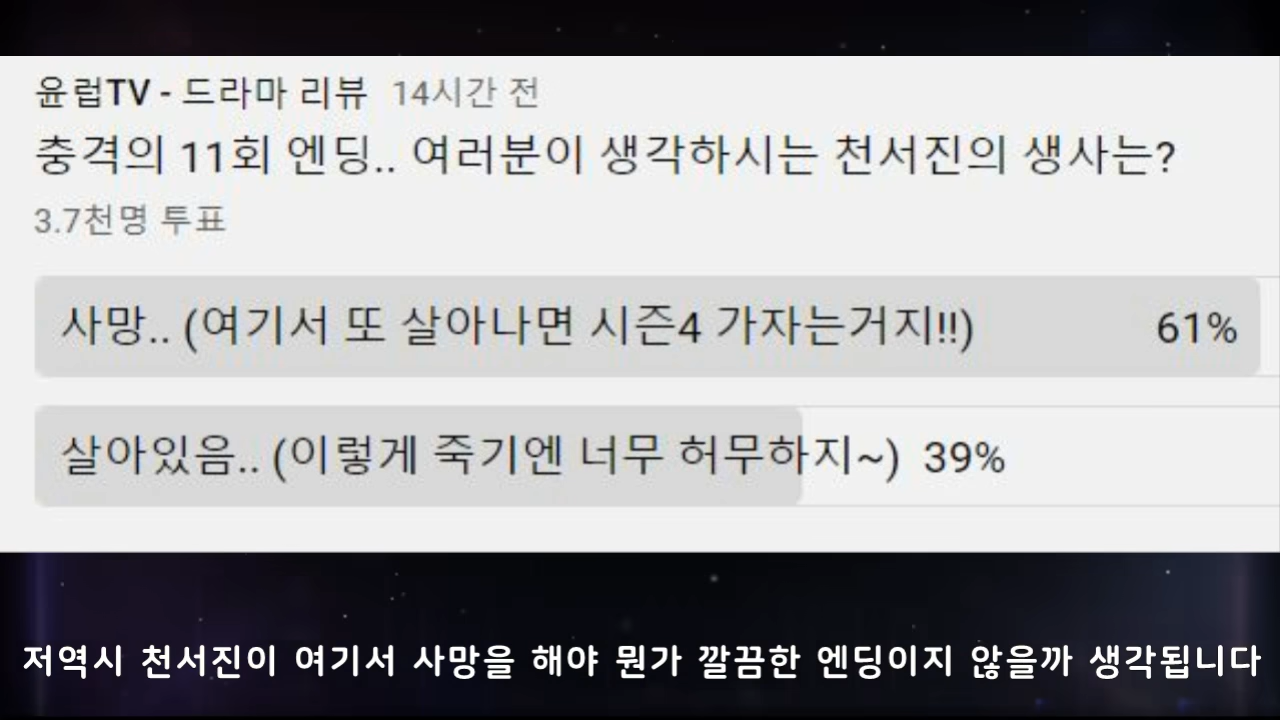 윤럽TV - 드라마 리뷰 14시간 전
충격의 11회 엔딩.. 여러분이 생각하시는 천서진의 생사는?
3.7천명 투표
사망.. (여기서 또 살아나면 시즌4 가자는거지!!) 61%
살아있음.. (이렇게 죽기엔 너무 허무하지~) 39%
저역시 천서진이 여기서 사망을 해야 뭔가 깔끔한 엔딩이지 않을까 생각됩니다